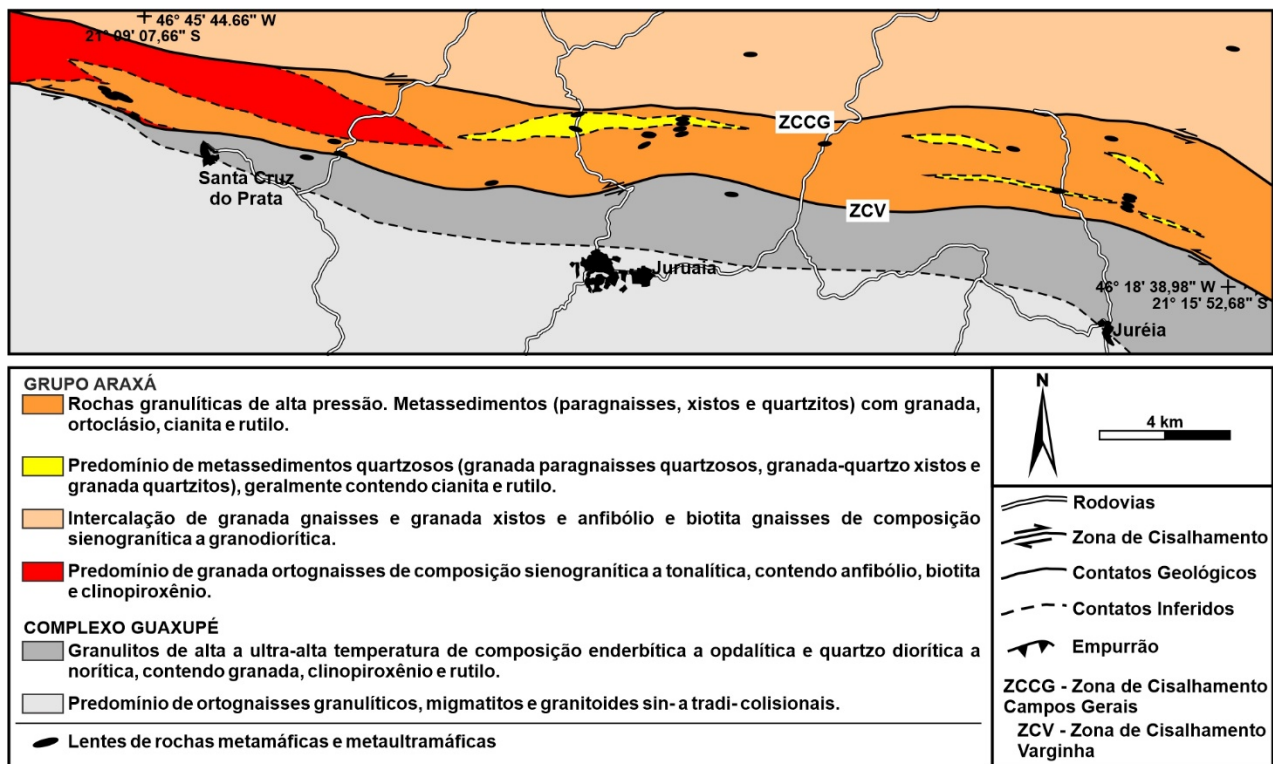 46° 45' 44.66" W
21° 09' 07,66" S
ZCCG
Santa Cruz
do Prata
ZCV
Juruaia
46° 18' 38,98" W
21° 15' 52,68" S
Juréia
GRUPO ARAXÁ
Rochas granulíticas de alta pressão. Metassedimentos (paragnaisses, xistos e quartzitos) com granada,
ortoclásio, cianita e rutilo.
Predomínio de metassedimentos quartzosos (granada paragnaisses quartzosos, granada-quartzo xistos e
granada quartzitos), geralmente contendo cianita e rutilo.
Intercalação de granada gnaisses e granada xistos e anfibólio e biotita gnaisses de composição
sienogranítica a granodiorítica.
Predomínio de granada ortognaisses de composição sienogranítica a tonalítica, contendo anfibólio, biotita
e clinopiroxênio.
COMPLEXO GUAXUPÉ
Granulitos de alta a ultra-alta temperatura de composição enderbítica a opdalítica e quartzo diorítica a
norítica, contendo granada, clinopiroxênio e rutilo.
Predomínio de ortognaisses granulíticos, migmatitos e granitoides sin- a tradi- colisionais.
Lentes de rochas metamáficas e metaultramáficas
N
4 km
Rodovias
Zona de Cisalhamento
Contatos Geológicos
Contatos Inferidos
Empurrão
ZCCG - Zona de Cisalhamento
Campos Gerais
ZCV - Zona de Cisalhamento
Varginha